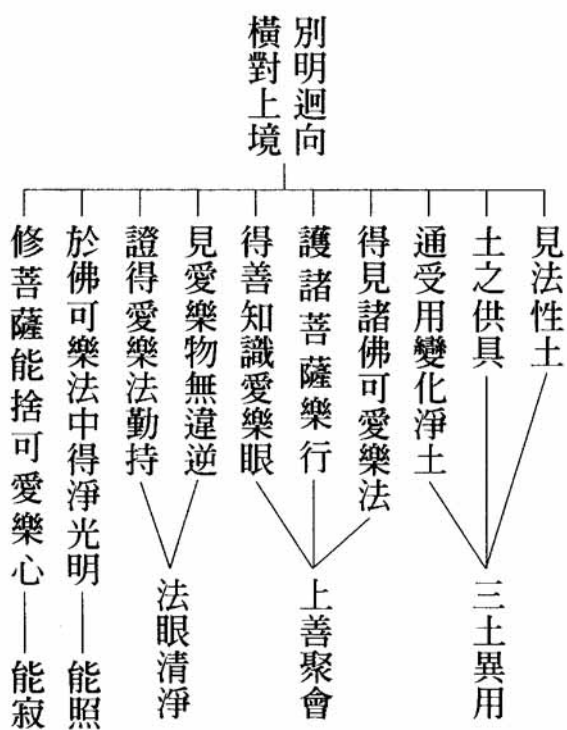 別明迴向
橫對上境
見法性土
土之供具
通受用變化淨土
三土異用
得見諸佛可愛樂法
護諸菩薩樂行
得善知識愛樂眼
上善聚會
見愛樂物無違逆
證得愛樂法勤持
法眼清淨
於佛可樂法中得淨光明
能照
修菩薩能捨可愛樂心
能寂